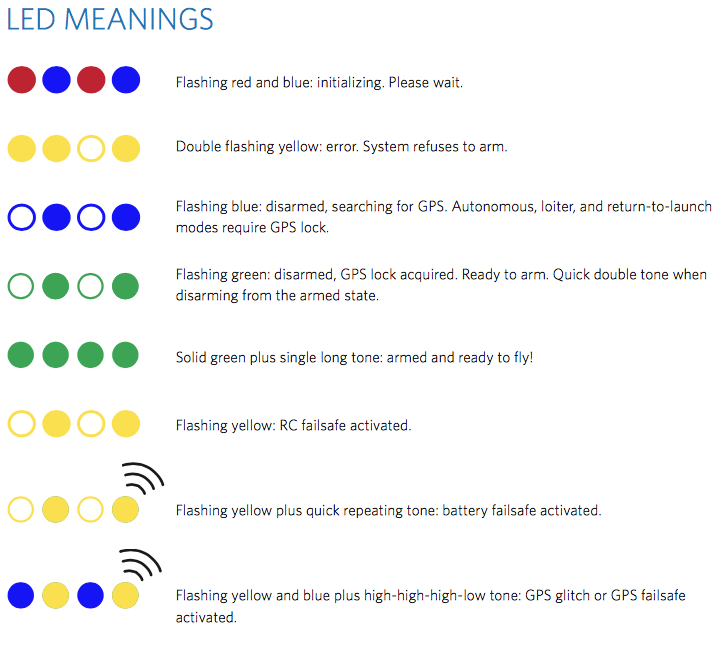 LED MEANINGS
Flashing red and blue: initializing. Please wait.
Double flashing yellow: error. System refuses to arm.
Flashing blue: disarmed, searching for GPS. Autonomous, loiter, and return-to-launch
modes require GPS lock.
Flashing green: disarmed, GPS lock acquired. Ready to arm. Quick double tone when
disarming from the armed state.
Solid green plus single long tone: armed and ready to fly!
Flashing yellow: RC failsafe activated.
Flashing yellow plus quick repeating tone: battery failsafe activated.
Flashing yellow and blue plus high-high-high-low tone: GPS glitch or GPS failsafe
activated.